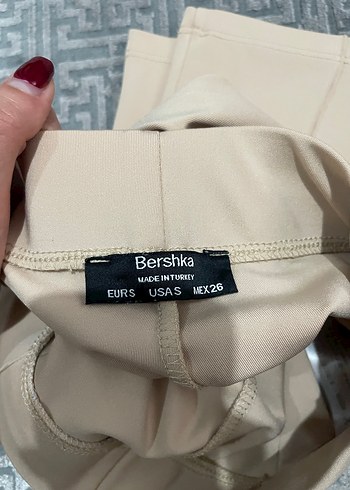 Bershka
MADE IN TURKEY
EUR S USA S MEX 26